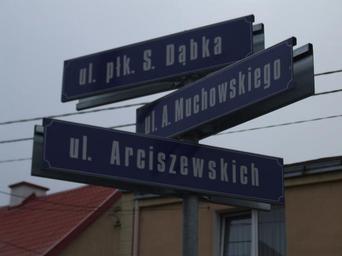 ul. płk. S. Dąbka
ul. A. Muchowskiego
ul. Arciszewskich